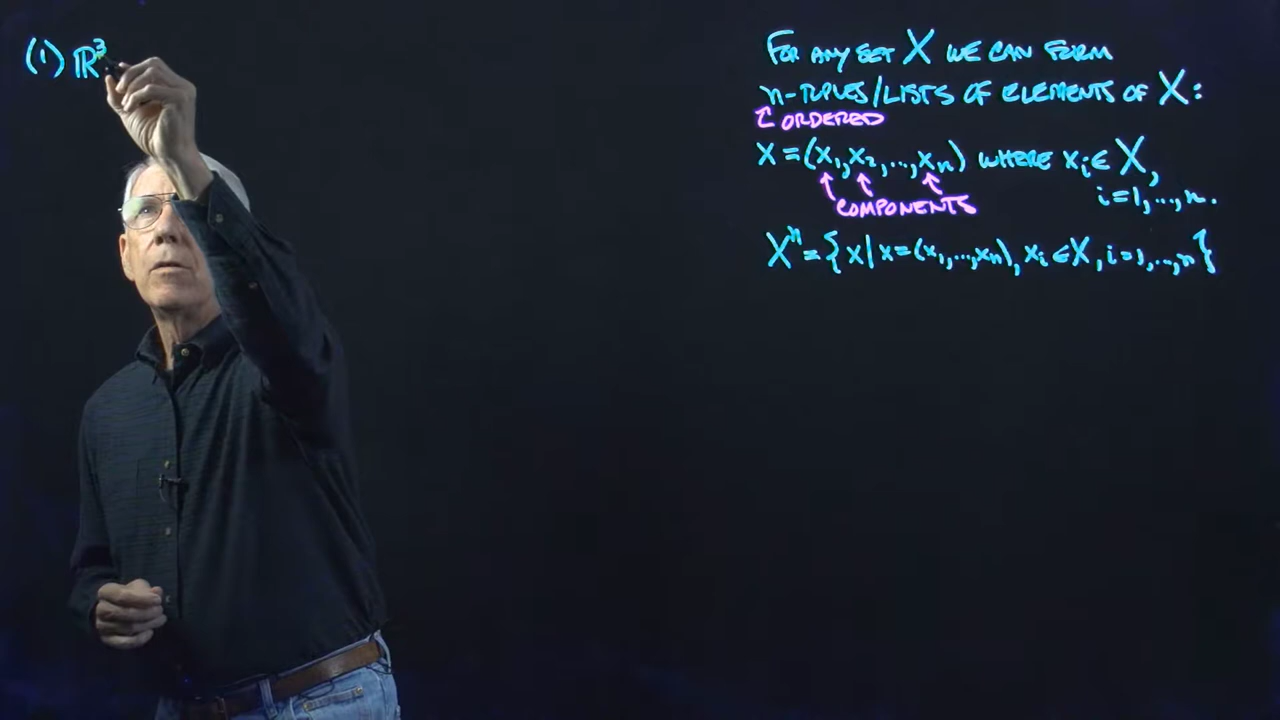 (1) ℝ³
FOR ANY SET X WE CAN FORM
n-TUPLES/LISTS OF ELEMENTS OF X:
↑ ORDERED
x = (x₁, x₂, ..., xₙ) WHERE xᵢ ∈ X,
i = 1, ..., n.
COMPONENTS
Xⁿ = { x | x = (x₁, ..., xₙ), xᵢ ∈ X, i = 1, ..., n }